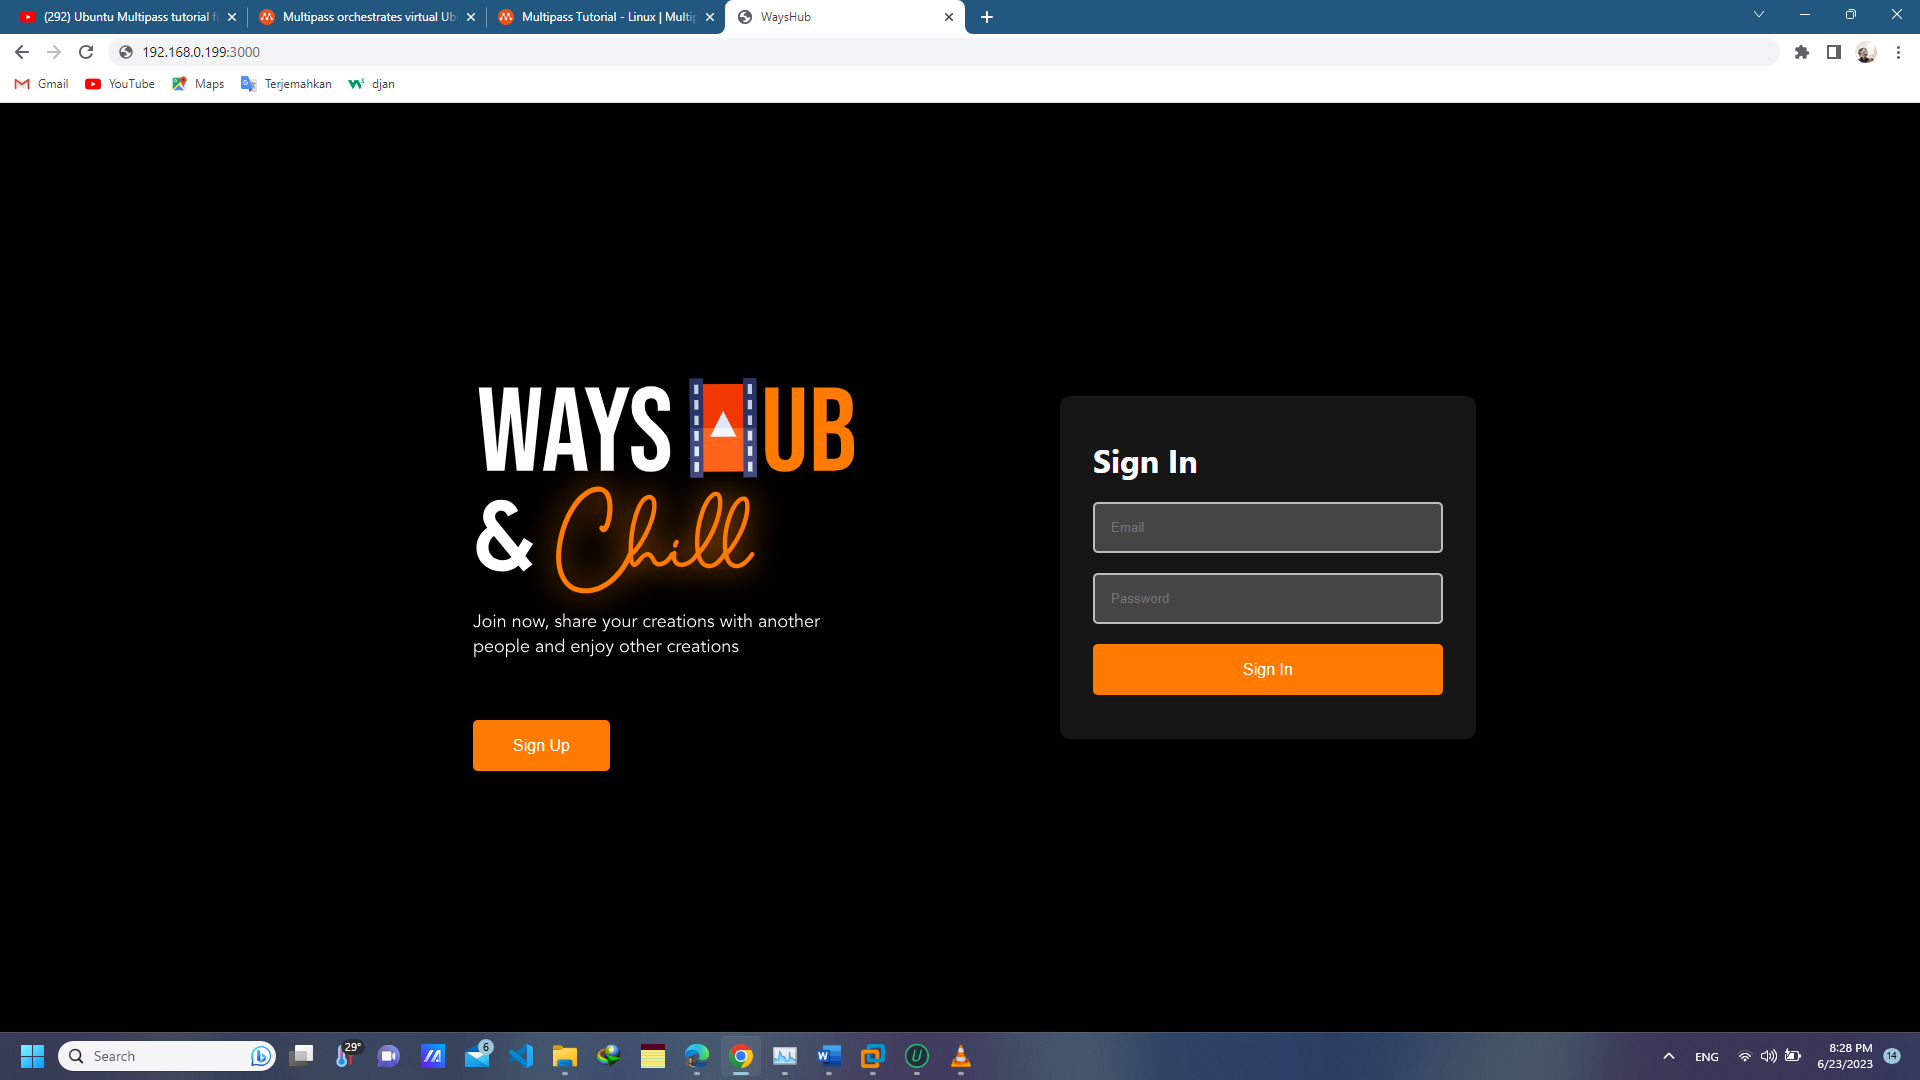 (292) Ubuntu Multipass tutorial f
Multipass orchestrates virtual Ub
Multipass Tutorial - Linux | Multip
WaysHub
192.168.0.199:3000
Gmail
YouTube
Maps
Terjemahkan
djan
WAYS HUB
& Chill
Join now, share your creations with another
people and enjoy other creations
Sign Up
Sign In
Email
Password
Sign In
Search
29°
6
ENG
8:28 PM
6/23/2023
14